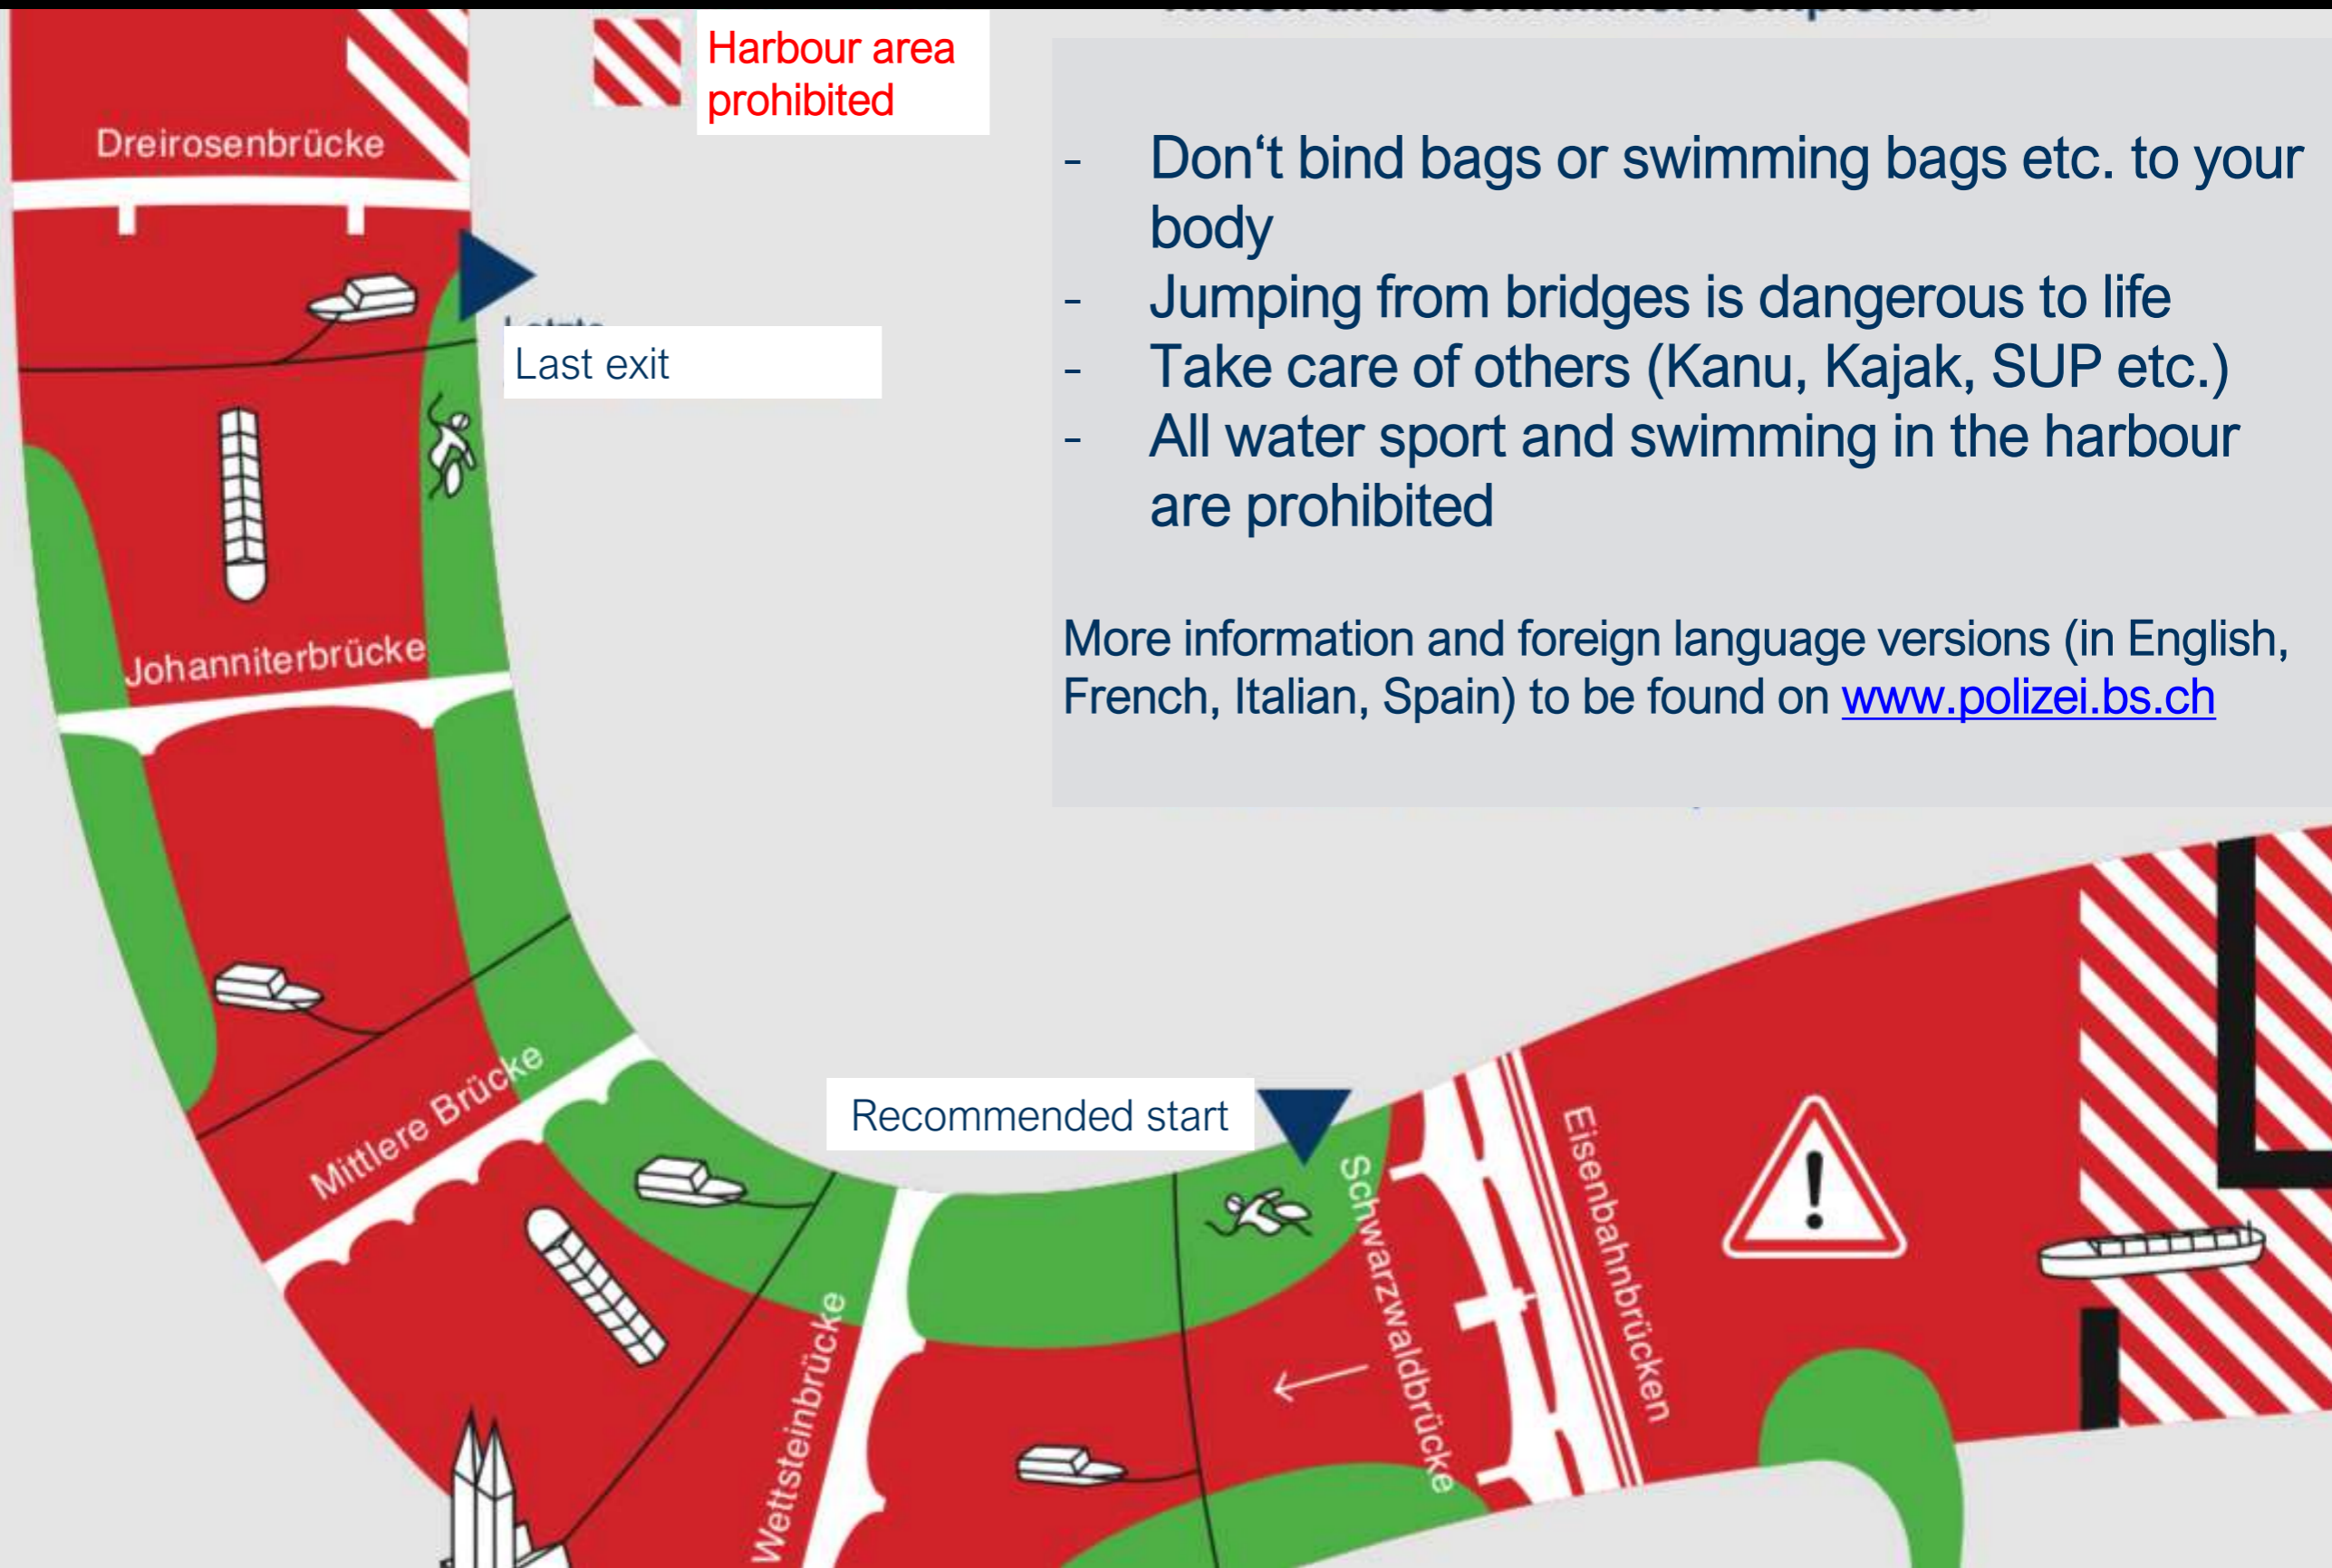 Harbour area
prohibited
Dreirosenbrücke
Last exit
- Don‘t bind bags or swimming bags etc. to your
body
- Jumping from bridges is dangerous to life
- Take care of others (Kanu, Kajak, SUP etc.)
- All water sport and swimming in the harbour
are prohibited
More information and foreign language versions (in English,
French, Italian, Spain) to be found on www.polizei.bs.ch
Johanniterbrücke
Mittlere Brücke
Recommended start
Wettsteinbrücke
Schwarzwaldbrücke
Eisenbahnbrücken